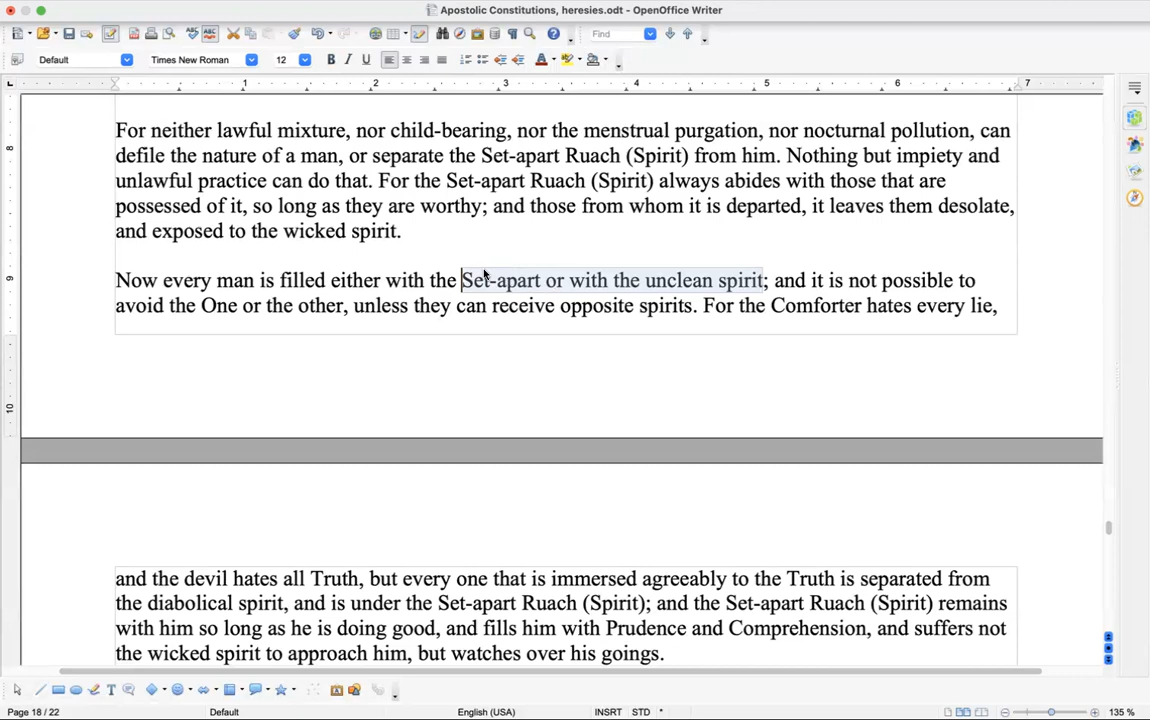 Apostolic Constitutions, heresies.odt - OpenOffice Writer
Find
Default
Times New Roman
12
B I U
1 2 3 4 5 6 7
8
9
10
For neither lawful mixture, nor child-bearing, nor the menstrual purgation, nor nocturnal pollution, can
defile the nature of a man, or separate the Set-apart Ruach (Spirit) from him. Nothing but impiety and
unlawful practice can do that. For the Set-apart Ruach (Spirit) always abides with those that are
possessed of it, so long as they are worthy; and those from whom it is departed, it leaves them desolate,
and exposed to the wicked spirit.
Now every man is filled either with the Set-apart or with the unclean spirit; and it is not possible to
avoid the One or the other, unless they can receive opposite spirits. For the Comforter hates every lie,
and the devil hates all Truth, but every one that is immersed agreeably to the Truth is separated from
the diabolical spirit, and is under the Set-apart Ruach (Spirit); and the Set-apart Ruach (Spirit) remains
with him so long as he is doing good, and fills him with Prudence and Comprehension, and suffers not
the wicked spirit to approach him, but watches over his goings.
Page 18 / 22
Default
English (USA)
INSRT
STD
*
135 %